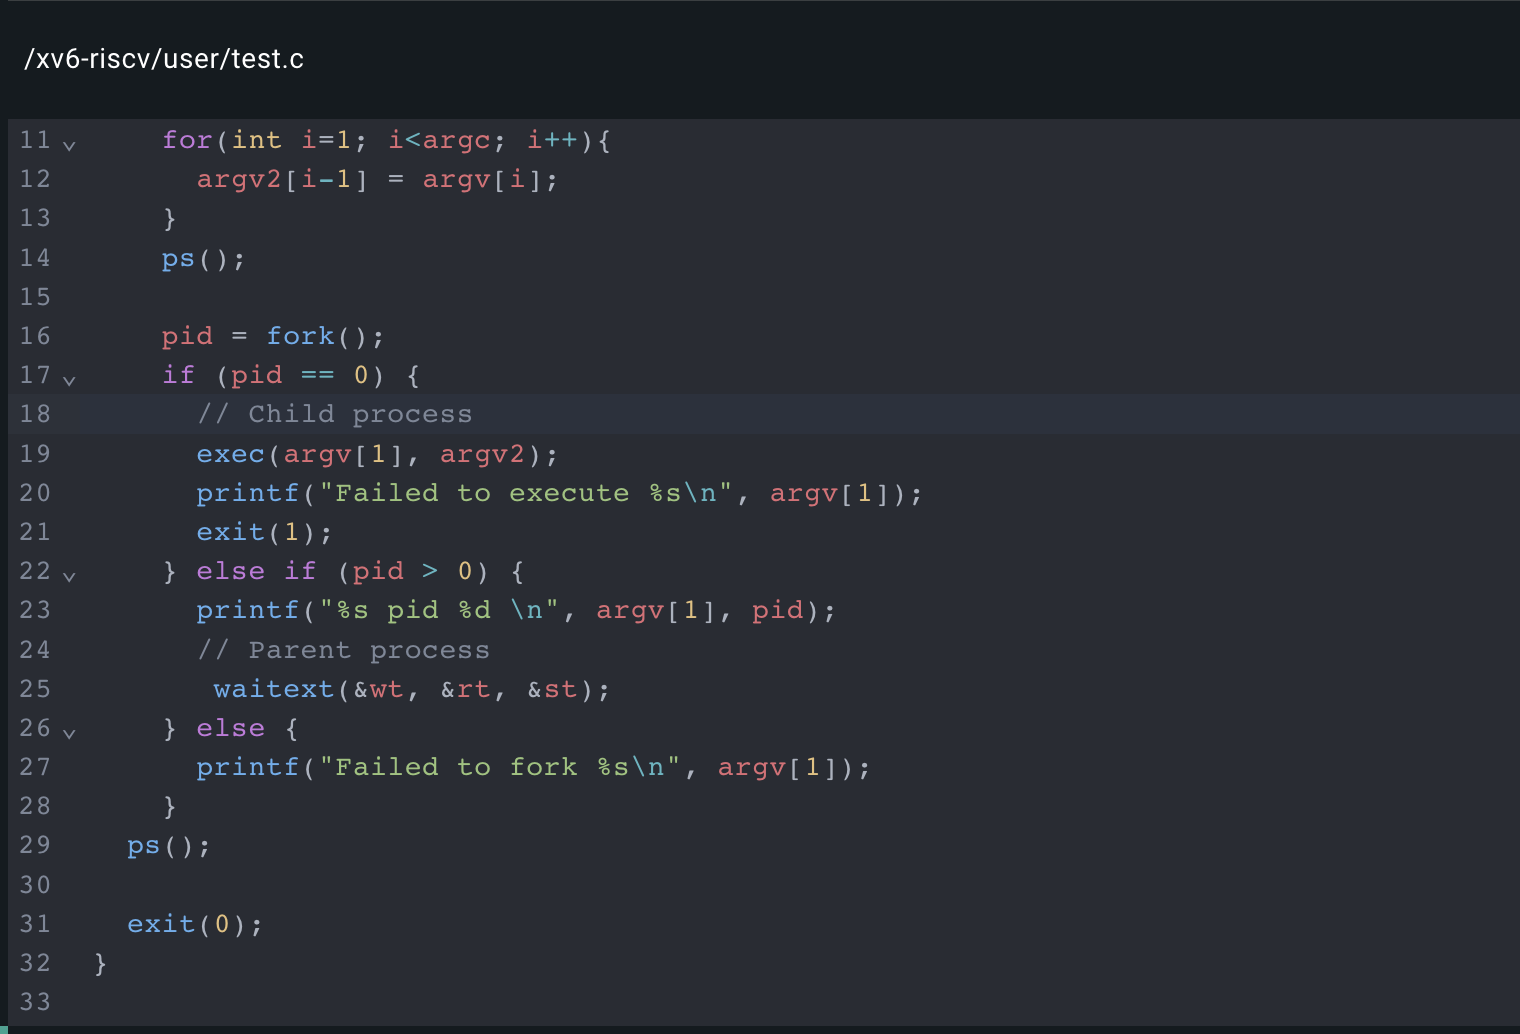 /xv6-riscv/user/test.c
11     for(int i=1; i<argc; i++){
12       argv2[i-1] = argv[i];
13     }
14     ps();
15
16     pid = fork();
17     if (pid == 0) {
18       // Child process
19       exec(argv[1], argv2);
20       printf("Failed to execute %s\n", argv[1]);
21       exit(1);
22     } else if (pid > 0) {
23       printf("%s pid %d \n", argv[1], pid);
24       // Parent process
25        waitext(&wt, &rt, &st);
26     } else {
27       printf("Failed to fork %s\n", argv[1]);
28     }
29   ps();
30
31   exit(0);
32 }
33